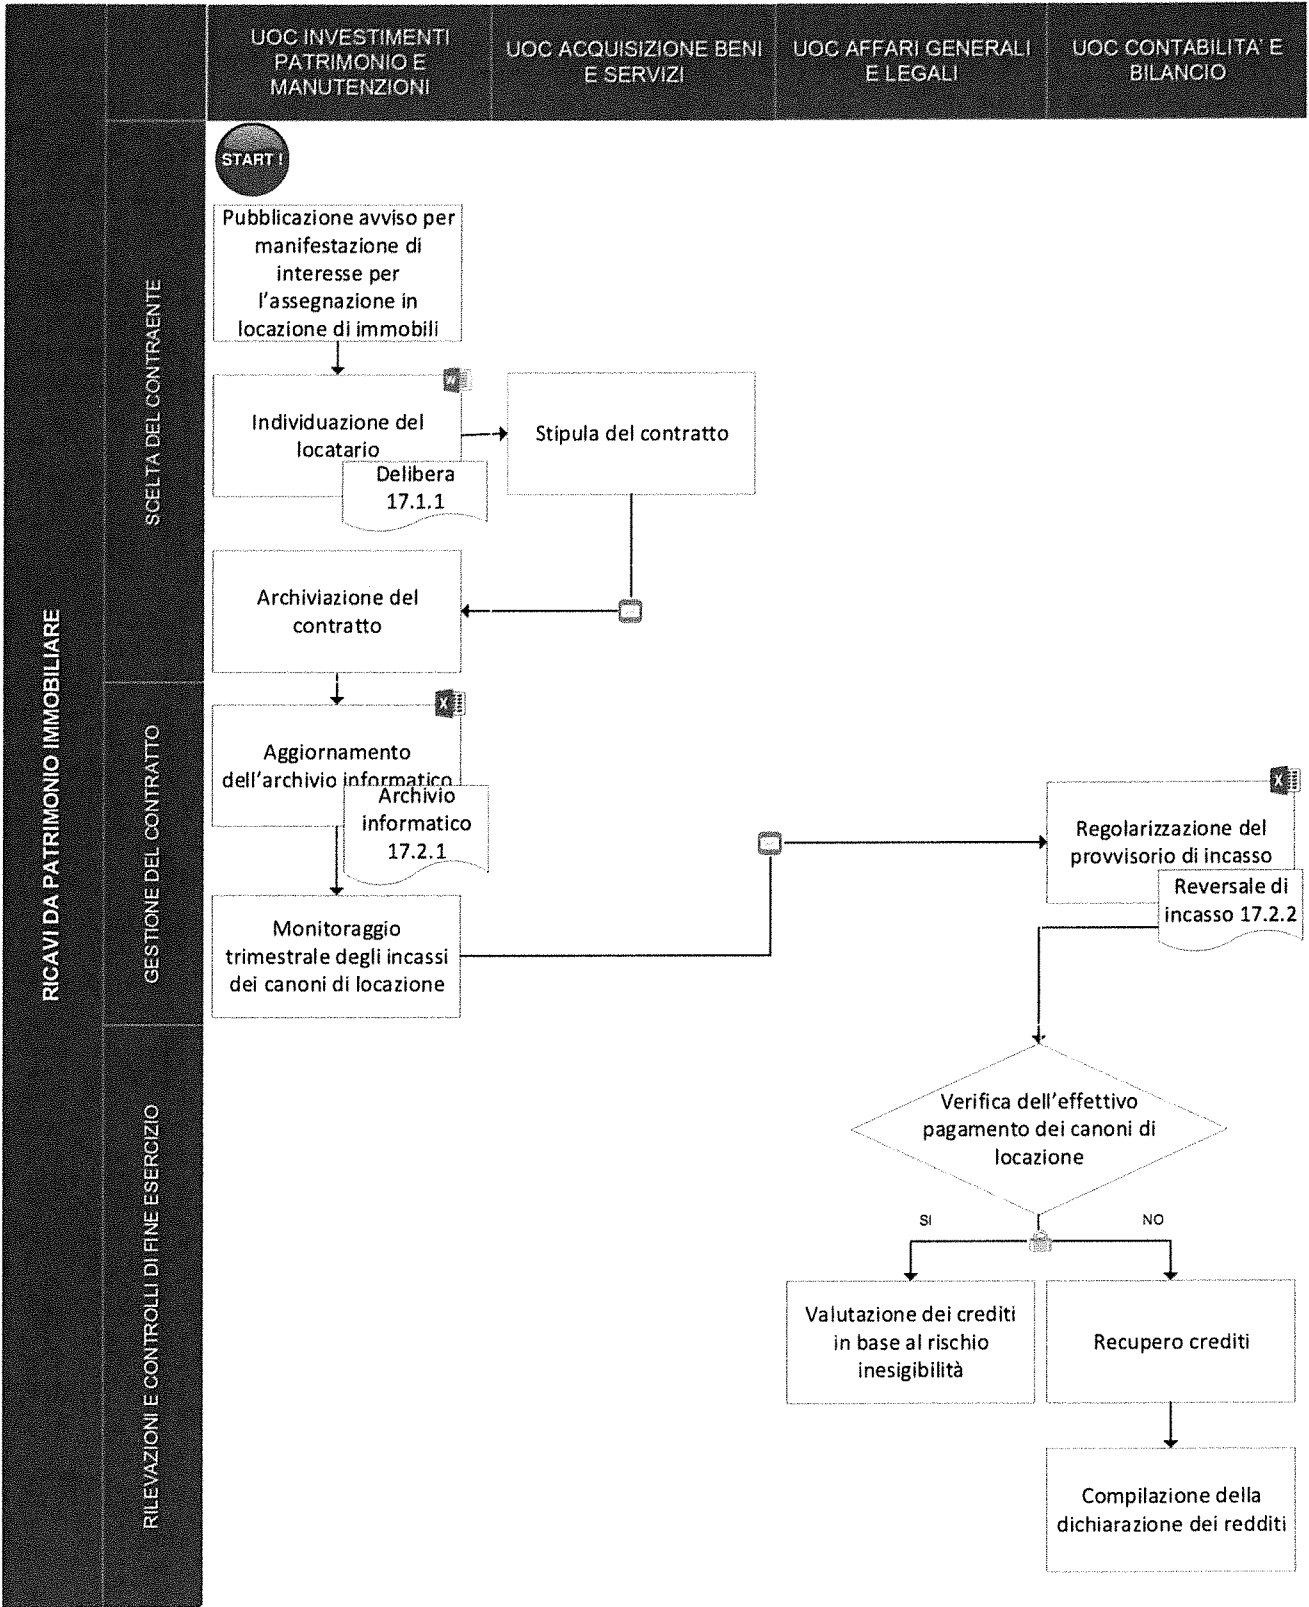 UOC INVESTIMENTI
PATRIMONIO E
MANUTENZIONI
UOC ACQUISIZIONE BENI
E SERVIZI
UOC AFFARI GENERALI
E LEGALI
UOC CONTABILITA' E
BILANCIO
RICAVI DA PATRIMONIO IMMOBILIARE
SCELTA DEL CONTRAENTE
START !
Pubblicazione avviso per
manifestazione di
interesse per
l'assegnazione in
locazione di immobili
Individuazione del
locatario
Delibera
17.1.1
Stipula del contratto
Archiviazione del
contratto
GESTIONE DEL CONTRATTO
Aggiornamento
dell'archivio informatico
Archivio
informatico
17.2.1
Monitoraggio
trimestrale degli incassi
dei canoni di locazione
Regolarizzazione del
provvisorio di incasso
Reversale di
incasso 17.2.2
RILEVAZIONI E CONTROLLI DI FINE ESERCIZIO
Verifica dell'effettivo
pagamento dei canoni di
locazione
SI
NO
Valutazione dei crediti
in base al rischio
inesigibilità
Recupero crediti
Compilazione della
dichiarazione dei redditi